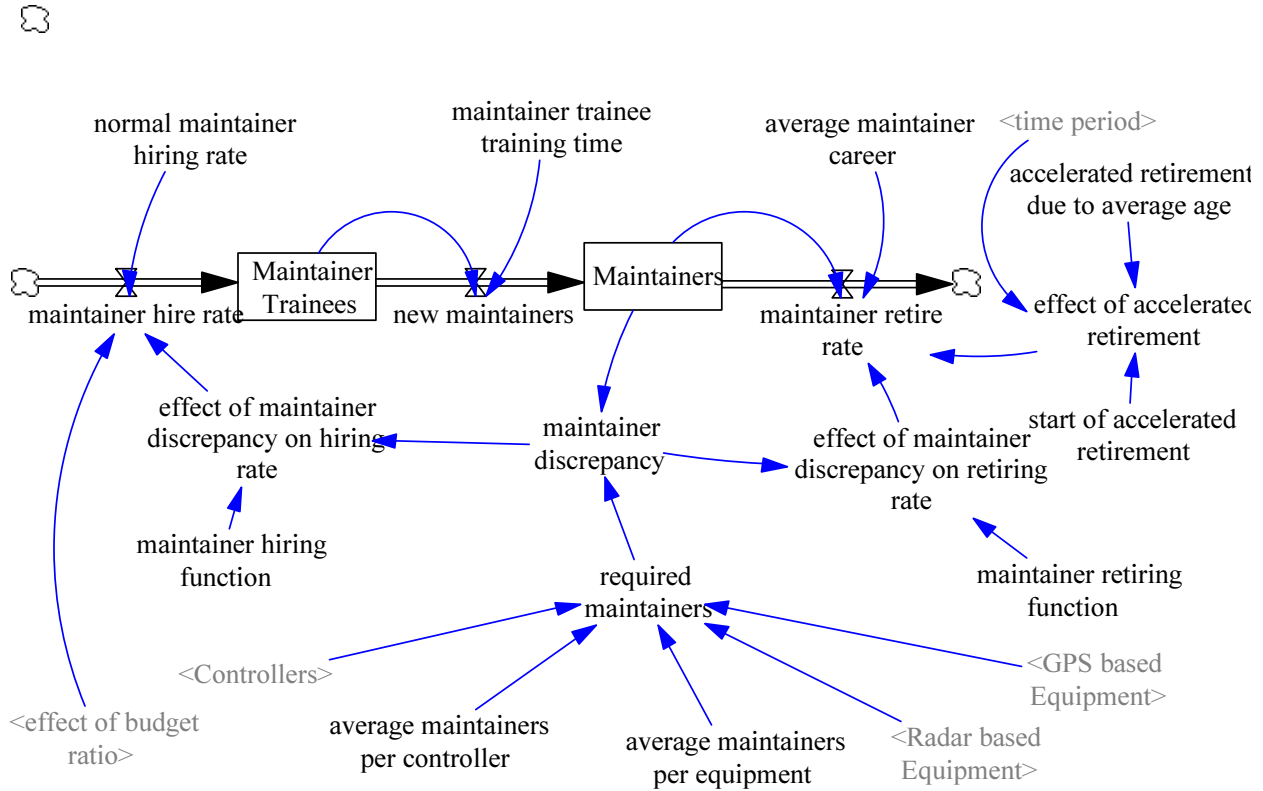 normal maintainer
hiring rate
maintainer trainee
training time
average maintainer
career
<time period>
accelerated retirement
due to average age
Maintainer
Trainees
Maintainers
maintainer hire rate
new maintainers
maintainer retire
rate
effect of accelerated
retirement
effect of maintainer
discrepancy on hiring
rate
maintainer
discrepancy
effect of maintainer
discrepancy on retiring
rate
start of accelerated
retirement
maintainer hiring
function
required
maintainers
maintainer retiring
function
<Controllers>
<GPS based
Equipment>
<effect of budget
ratio>
average maintainers
per controller
average maintainers
per equipment
<Radar based
Equipment>